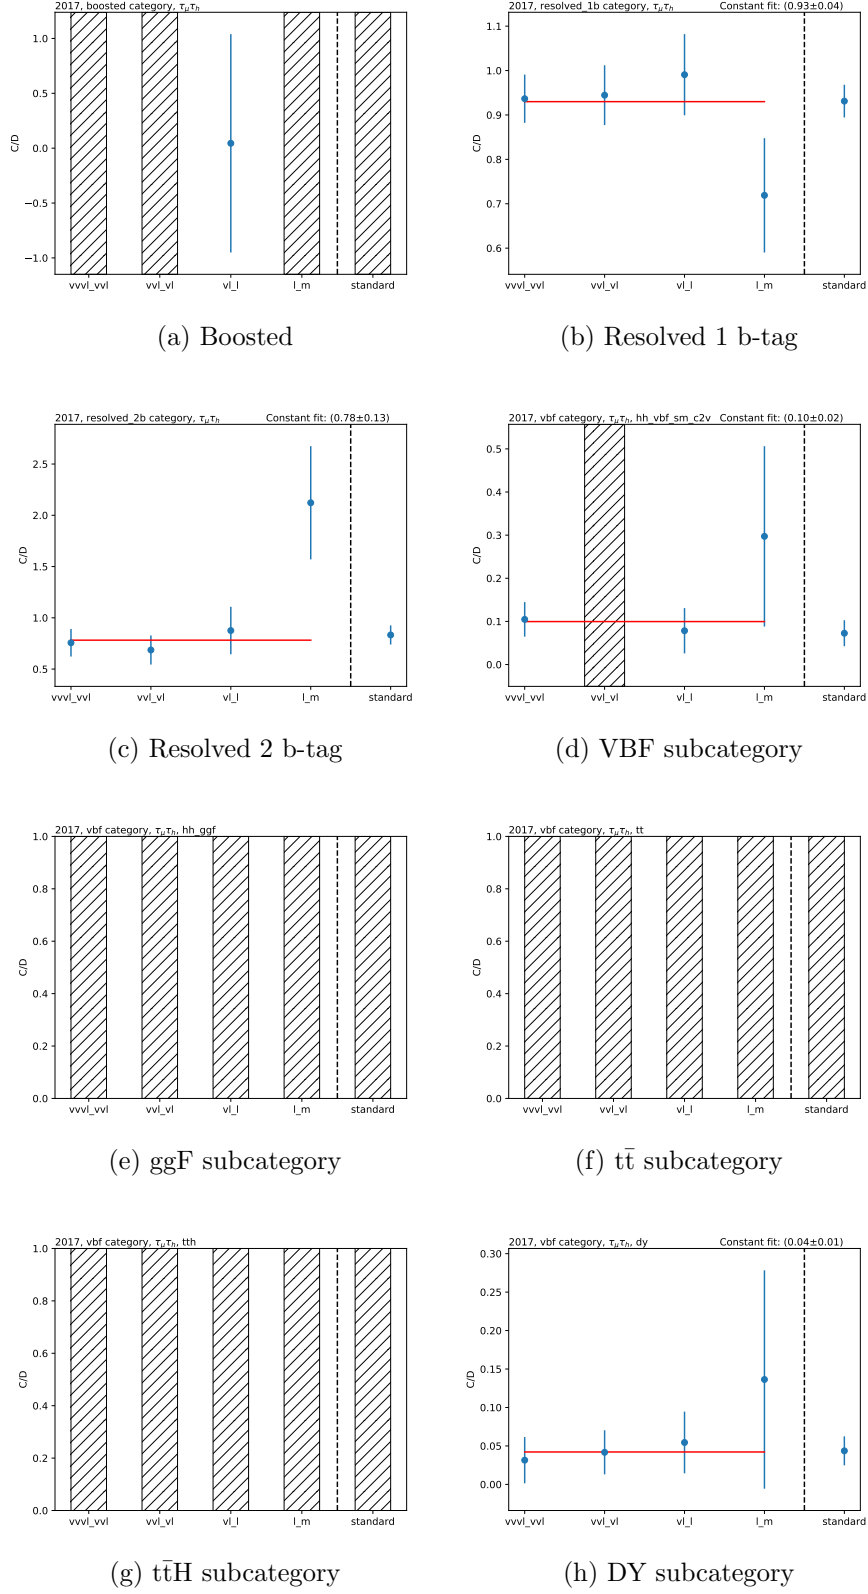 2017, boosted category, τμτh
C/D
1.0
0.5
0.0
−0.5
−1.0
vvvl_vvl vvl_vl vl_l l_m standard
(a) Boosted
2017, resolved_1b category, τμτh Constant fit: (0.93±0.04)
C/D
1.1
1.0
0.9
0.8
0.7
0.6
vvvl_vvl vvl_vl vl_l l_m standard
(b) Resolved 1 b-tag
2017, resolved_2b category, τμτh Constant fit: (0.78±0.13)
C/D
2.5
2.0
1.5
1.0
0.5
vvvl_vvl vvl_vl vl_l l_m standard
(c) Resolved 2 b-tag
2017, vbf category, τμτh, hh_vbf_sm_c2v Constant fit: (0.10±0.02)
C/D
0.5
0.4
0.3
0.2
0.1
0.0
vvvl_vvl vvl_vl vl_l l_m standard
(d) VBF subcategory
2017, vbf category, τμτh, hh_ggf
C/D
1.0
0.8
0.6
0.4
0.2
0.0
vvvl_vvl vvl_vl vl_l l_m standard
(e) ggF subcategory
2017, vbf category, τμτh, tt
C/D
1.0
0.8
0.6
0.4
0.2
0.0
vvvl_vvl vvl_vl vl_l l_m standard
(f) tt̄ subcategory
2017, vbf category, τμτh, tth
C/D
1.0
0.8
0.6
0.4
0.2
0.0
vvvl_vvl vvl_vl vl_l l_m standard
(g) tt̄H subcategory
2017, vbf category, τμτh, dy Constant fit: (0.04±0.01)
C/D
0.30
0.25
0.20
0.15
0.10
0.05
0.00
vvvl_vvl vvl_vl vl_l l_m standard
(h) DY subcategory